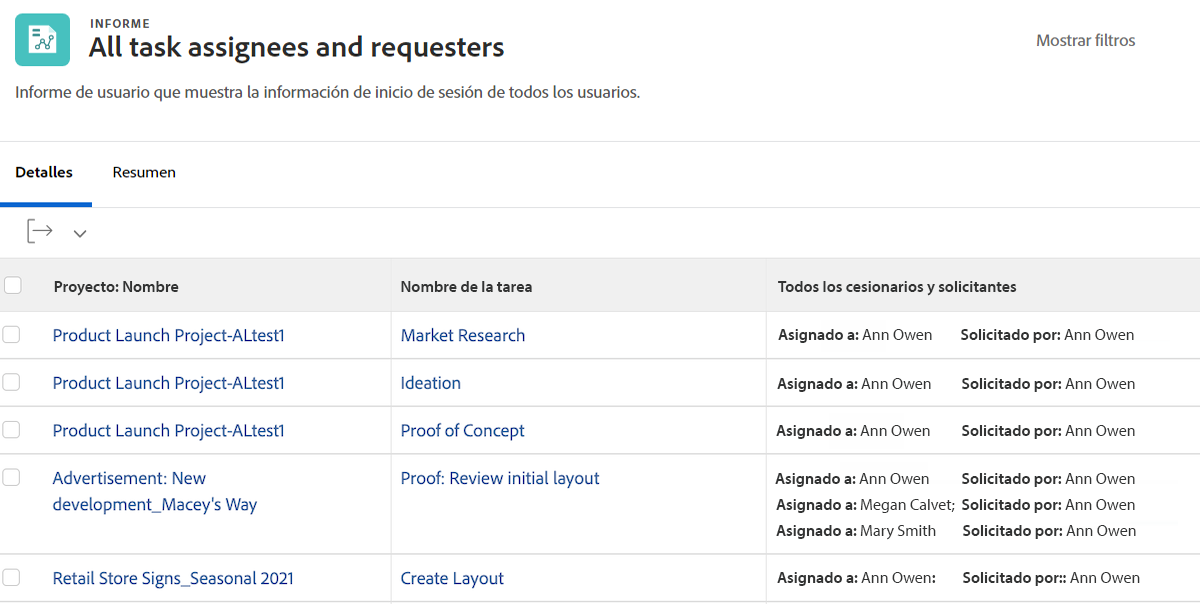 INFORME
All task assignees and requesters
Mostrar filtros
Informe de usuario que muestra la información de inicio de sesión de todos los usuarios.
Detalles Resumen
Proyecto: Nombre Nombre de la tarea Todos los cesionarios y solicitantes
Product Launch Project-ALtest1 Market Research Asignado a: Ann Owen Solicitado por: Ann Owen
Product Launch Project-ALtest1 Ideation Asignado a: Ann Owen Solicitado por: Ann Owen
Product Launch Project-ALtest1 Proof of Concept Asignado a: Ann Owen Solicitado por: Ann Owen
Advertisement: New Proof: Review initial layout Asignado a: Ann Owen Solicitado por: Ann Owen
development_Macey's Way Asignado a: Megan Calvet; Solicitado por: Ann Owen
Asignado a: Mary Smith Solicitado por: Ann Owen
Retail Store Signs_Seasonal 2021 Create Layout Asignado a: Ann Owen: Solicitado por:: Ann Owen